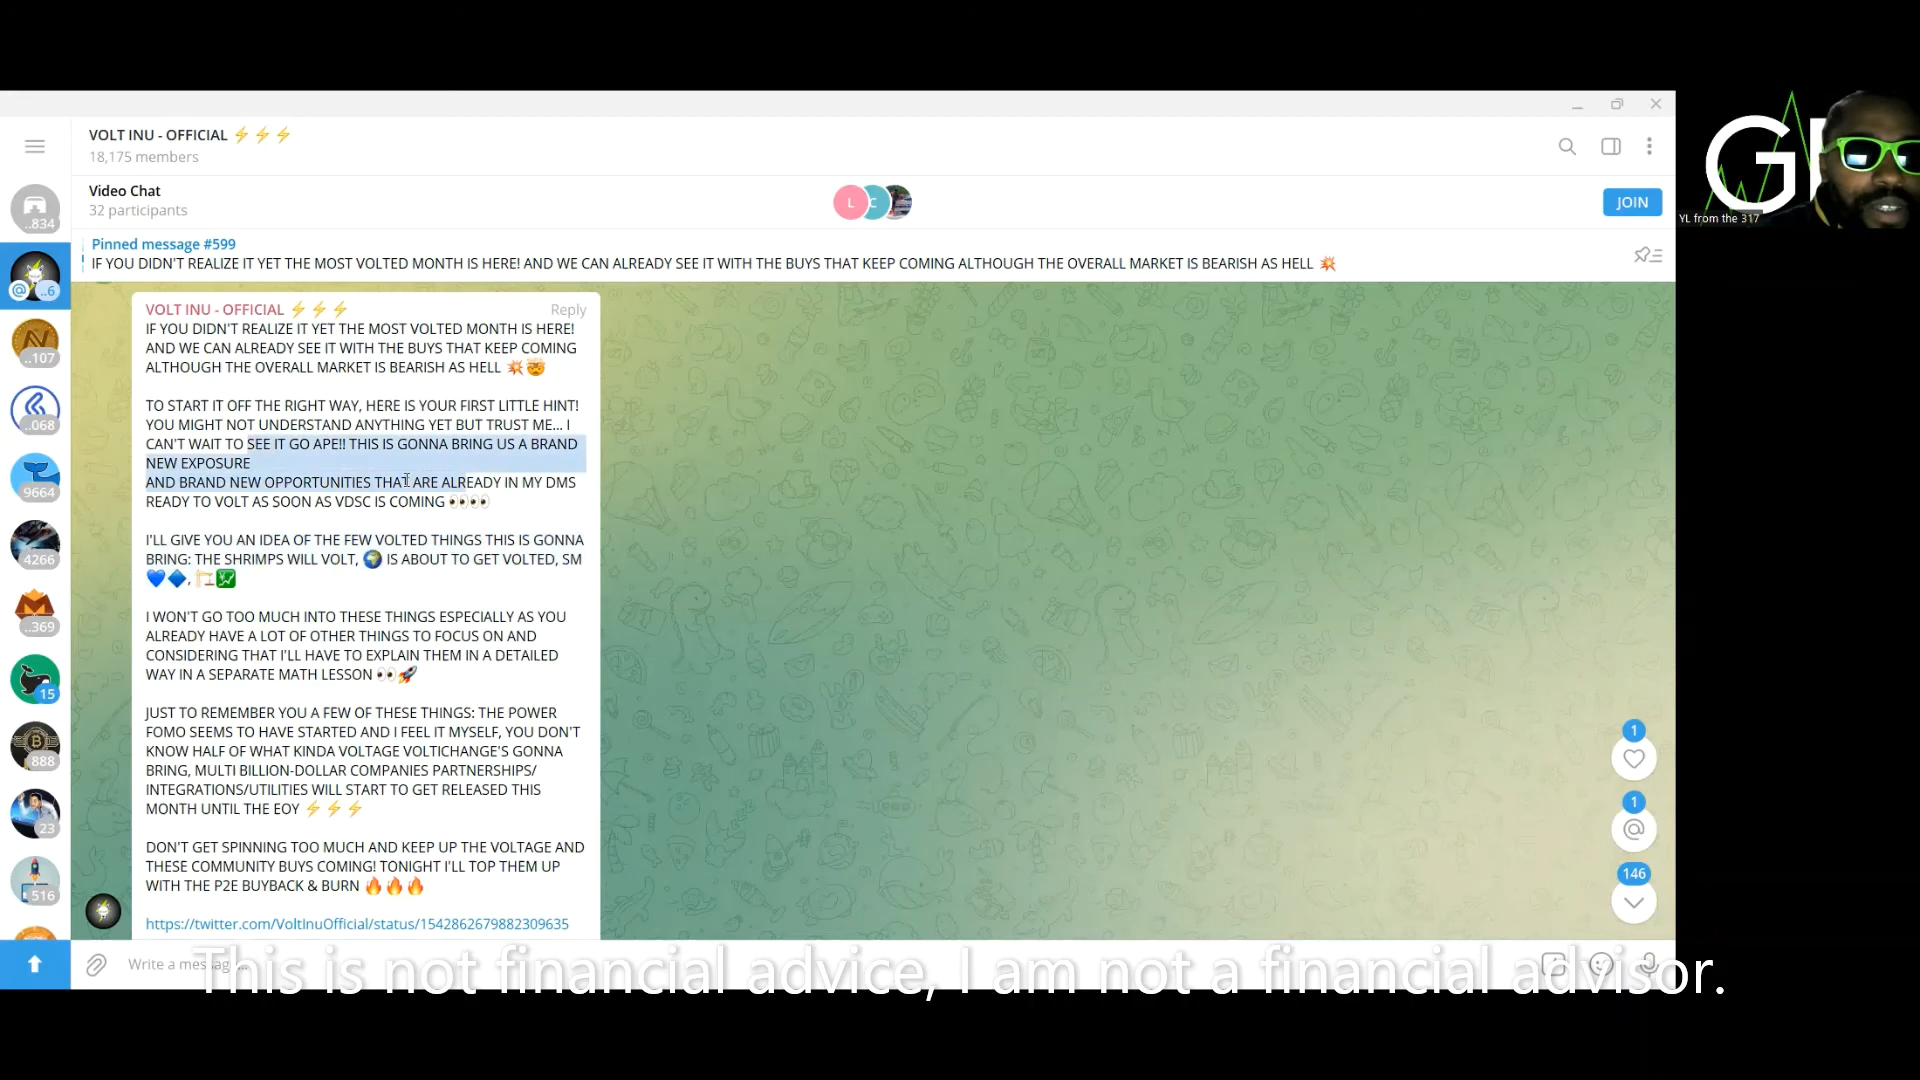 VOLT INU - OFFICIAL ⚡⚡⚡
18,175 members
Video Chat
32 participants
L
C
JOIN
Pinned message #599
IF YOU DIDN'T REALIZE IT YET THE MOST VOLTED MONTH IS HERE! AND WE CAN ALREADY SEE IT WITH THE BUYS THAT KEEP COMING ALTHOUGH THE OVERALL MARKET IS BEARISH AS HELL 💥
G
YL from the 317
..834
@ ..6
..107
..068
9664
4266
..369
15
888
23
516
VOLT INU - OFFICIAL ⚡⚡⚡ Reply
IF YOU DIDN'T REALIZE IT YET THE MOST VOLTED MONTH IS HERE!
AND WE CAN ALREADY SEE IT WITH THE BUYS THAT KEEP COMING
ALTHOUGH THE OVERALL MARKET IS BEARISH AS HELL 💥🤯
TO START IT OFF THE RIGHT WAY, HERE IS YOUR FIRST LITTLE HINT!
YOU MIGHT NOT UNDERSTAND ANYTHING YET BUT TRUST ME... I
CAN'T WAIT TO SEE IT GO APE!! THIS IS GONNA BRING US A BRAND
NEW EXPOSURE
AND BRAND NEW OPPORTUNITIES THAT ARE ALREADY IN MY DMS
READY TO VOLT AS SOON AS VDSC IS COMING 👀👀
I'LL GIVE YOU AN IDEA OF THE FEW VOLTED THINGS THIS IS GONNA
BRING: THE SHRIMPS WILL VOLT, 🌍 IS ABOUT TO GET VOLTED, SM
💙🔷, 🏗️💹
I WON'T GO TOO MUCH INTO THESE THINGS ESPECIALLY AS YOU
ALREADY HAVE A LOT OF OTHER THINGS TO FOCUS ON AND
CONSIDERING THAT I'LL HAVE TO EXPLAIN THEM IN A DETAILED
WAY IN A SEPARATE MATH LESSON 👀🚀
JUST TO REMEMBER YOU A FEW OF THESE THINGS: THE POWER
FOMO SEEMS TO HAVE STARTED AND I FEEL IT MYSELF, YOU DON'T
KNOW HALF OF WHAT KINDA VOLTAGE VOLTICHANGE'S GONNA
BRING, MULTI BILLION-DOLLAR COMPANIES PARTNERSHIPS/
INTEGRATIONS/UTILITIES WILL START TO GET RELEASED THIS
MONTH UNTIL THE EOY ⚡⚡⚡
DON'T GET SPINNING TOO MUCH AND KEEP UP THE VOLTAGE AND
THESE COMMUNITY BUYS COMING! TONIGHT I'LL TOP THEM UP
WITH THE P2E BUYBACK & BURN 🔥🔥🔥
https://twitter.com/VoltInuOfficial/status/1542862679882309635
1
1
@
146
Write a message...
This is not financial advice, I am not a financial advisor.